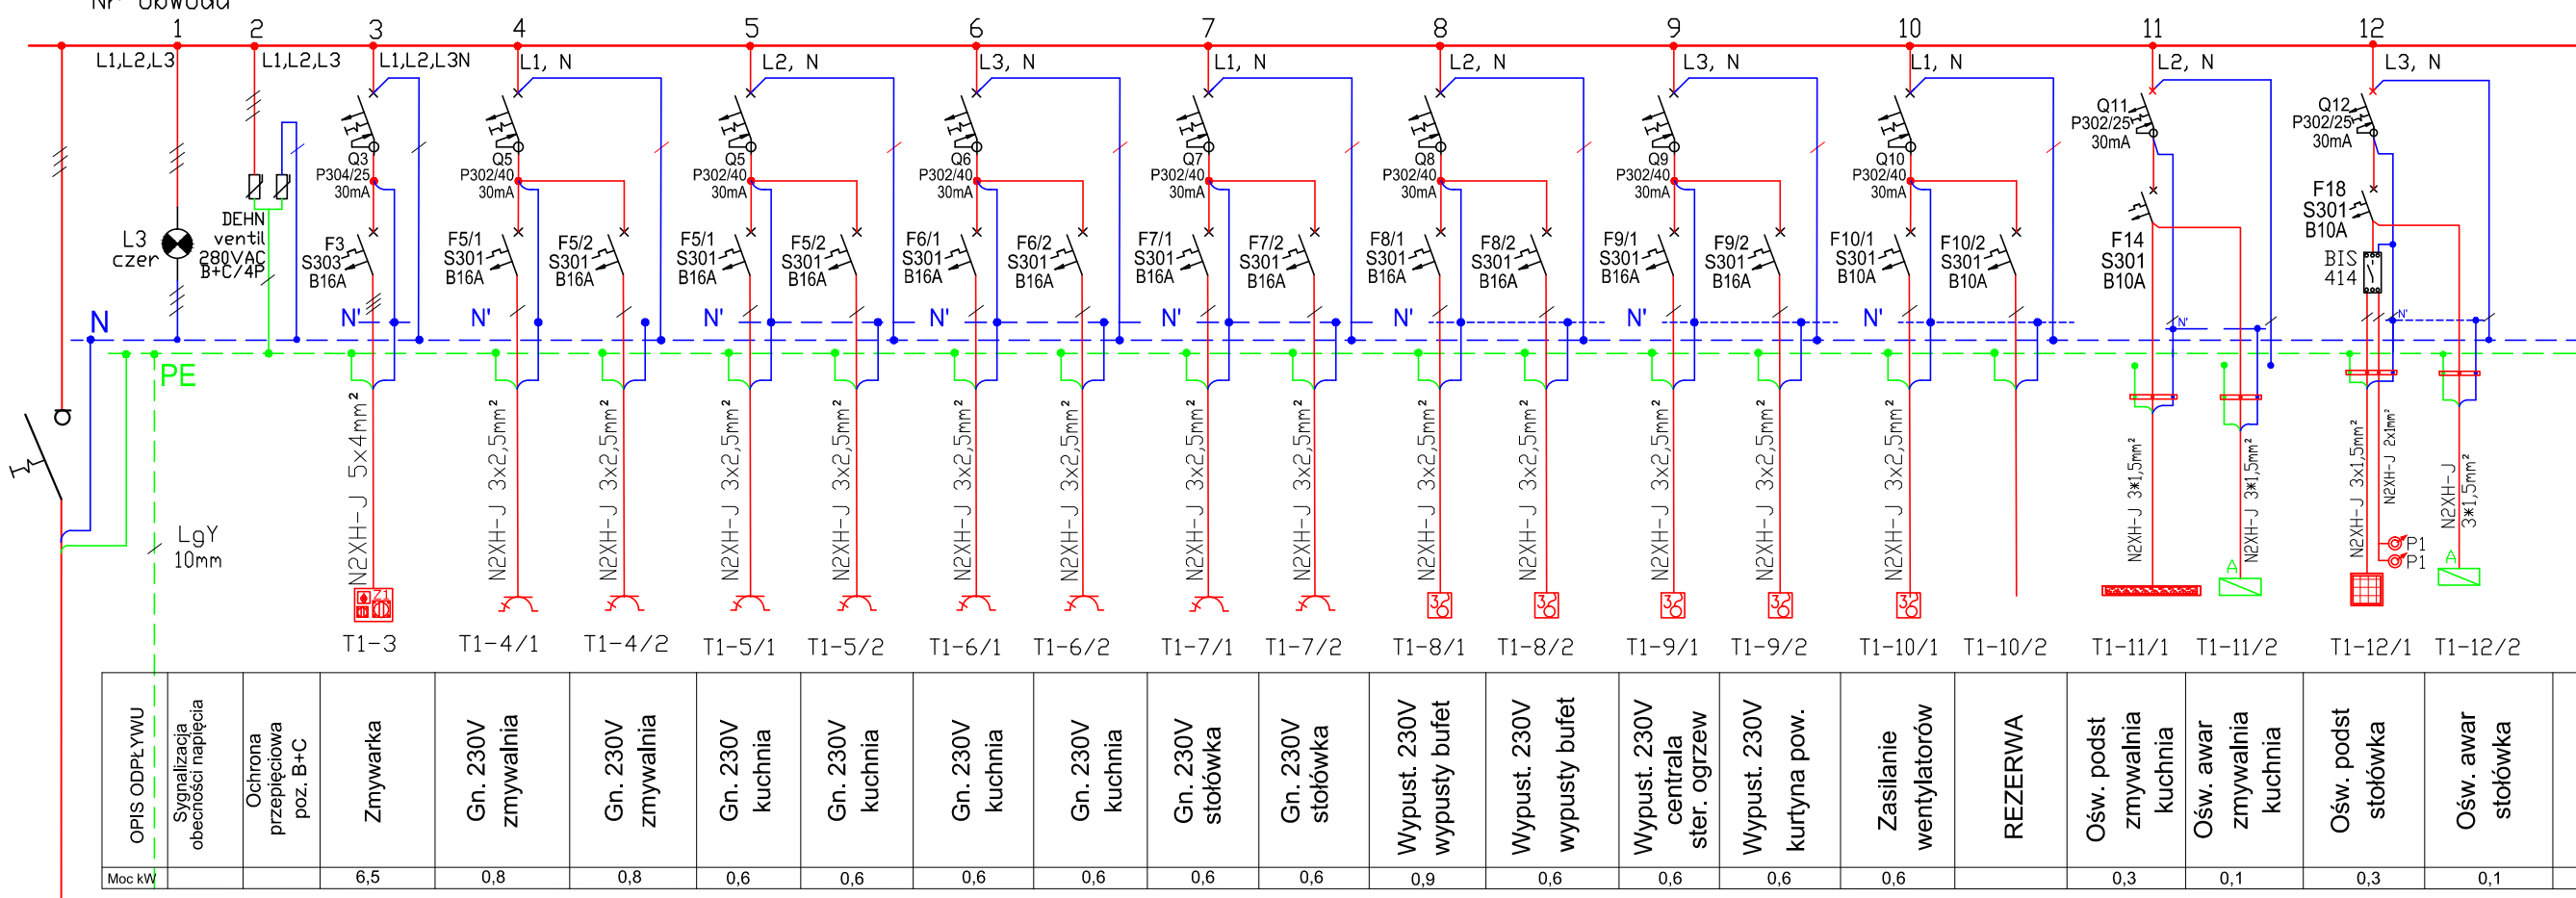 Nr obwodu
1
2
3
4
5
6
7
8
9
10
11
12
L1,L2,L3
L1,L2,L3
L1,L2,L3N
L1, N
L2, N
L3, N
L1, N
L2, N
L3, N
L1, N
L2, N
L3, N
Q3
P304/25
30mA
Q5
P302/40
30mA
Q5
P302/40
30mA
Q6
P302/40
30mA
Q7
P302/40
30mA
Q8
P302/40
30mA
Q9
P302/40
30mA
Q10
P302/40
30mA
Q11
P302/25
30mA
Q12
P302/25
30mA
L3
czer
DEHN
ventil
280VAC
B+C/4P
F3
S303
B16A
F5/1
S301
B16A
F5/2
S301
B16A
F5/1
S301
B16A
F5/2
S301
B16A
F6/1
S301
B16A
F6/2
S301
B16A
F7/1
S301
B16A
F7/2
S301
B16A
F8/1
S301
B16A
F8/2
S301
B16A
F9/1
S301
B16A
F9/2
S301
B16A
F10/1
S301
B10A
F10/2
S301
B10A
F14
S301
B10A
F18
S301
B10A
BIS
414
N
N'
N'
N'
N'
N'
N'
N'
N'
N'
N'
PE
LgY
10mm
N2XH-J 5x4mm²
N2XH-J 3x2,5mm²
N2XH-J 3x2,5mm²
N2XH-J 3x2,5mm²
N2XH-J 3x2,5mm²
N2XH-J 3x2,5mm²
N2XH-J 3x2,5mm²
N2XH-J 3x2,5mm²
N2XH-J 3x2,5mm²
N2XH-J 3x2,5mm²
N2XH-J 3x2,5mm²
N2XH-J 3x2,5mm²
N2XH-J 3x2,5mm²
N2XH-J 3x2,5mm²
N2XH-J 3*1,5mm²
N2XH-J 3*1,5mm²
N2XH-J 3x1,5mm²
N2XH-J 2x1mm²
N2XH-J
3*1,5mm²
Z1
3
3
3
3
3
A
P1
P1
A
T1-3
T1-4/1
T1-4/2
T1-5/1
T1-5/2
T1-6/1
T1-6/2
T1-7/1
T1-7/2
T1-8/1
T1-8/2
T1-9/1
T1-9/2
T1-10/1
T1-10/2
T1-11/1
T1-11/2
T1-12/1
T1-12/2
OPIS ODPŁYWU
Sygnalizacja
obecności napięcia
Ochrona
przepięciowa
poz. B+C
Zmywarka
Gn. 230V
zmywalnia
Gn. 230V
zmywalnia
Gn. 230V
kuchnia
Gn. 230V
kuchnia
Gn. 230V
kuchnia
Gn. 230V
kuchnia
Gn. 230V
stołówka
Gn. 230V
stołówka
Wypust. 230V
wypusty bufet
Wypust. 230V
wypusty bufet
Wypust. 230V
centrala
ster. ogrzew
Wypust. 230V
kurtyna pow.
Zasilanie
wentylatorów
REZERWA
Ośw. podst
zmywalnia
kuchnia
Ośw. awar
zmywalnia
kuchnia
Ośw. podst
stołówka
Ośw. awar
stołówka
Moc kW
6,5
0,8
0,8
0,6
0,6
0,6
0,6
0,6
0,6
0,9
0,6
0,6
0,6
0,6
0,3
0,1
0,3
0,1